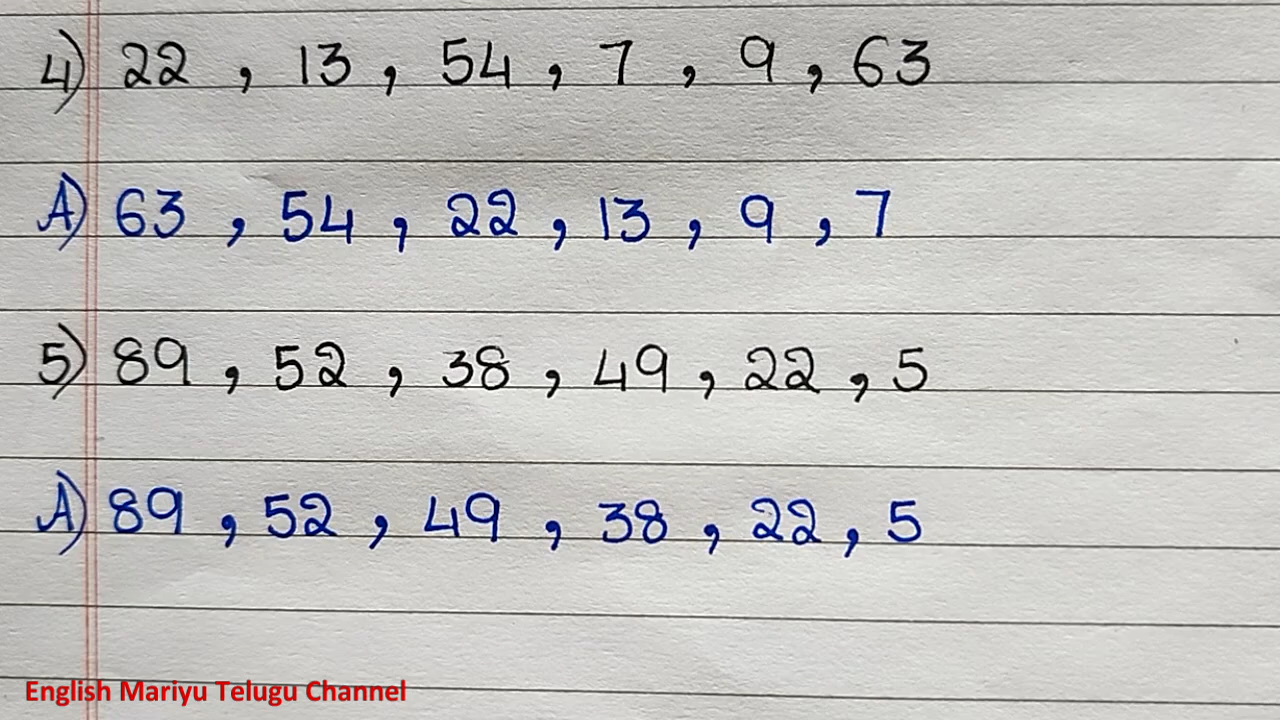 4) 22 , 13 , 54 , 7 , 9 , 63
A) 63 , 54 , 22 , 13 , 9 , 7
5) 89 , 52 , 38 , 49 , 22 , 5
A) 89 , 52 , 49 , 38 , 22 , 5
English Mariyu Telugu Channel